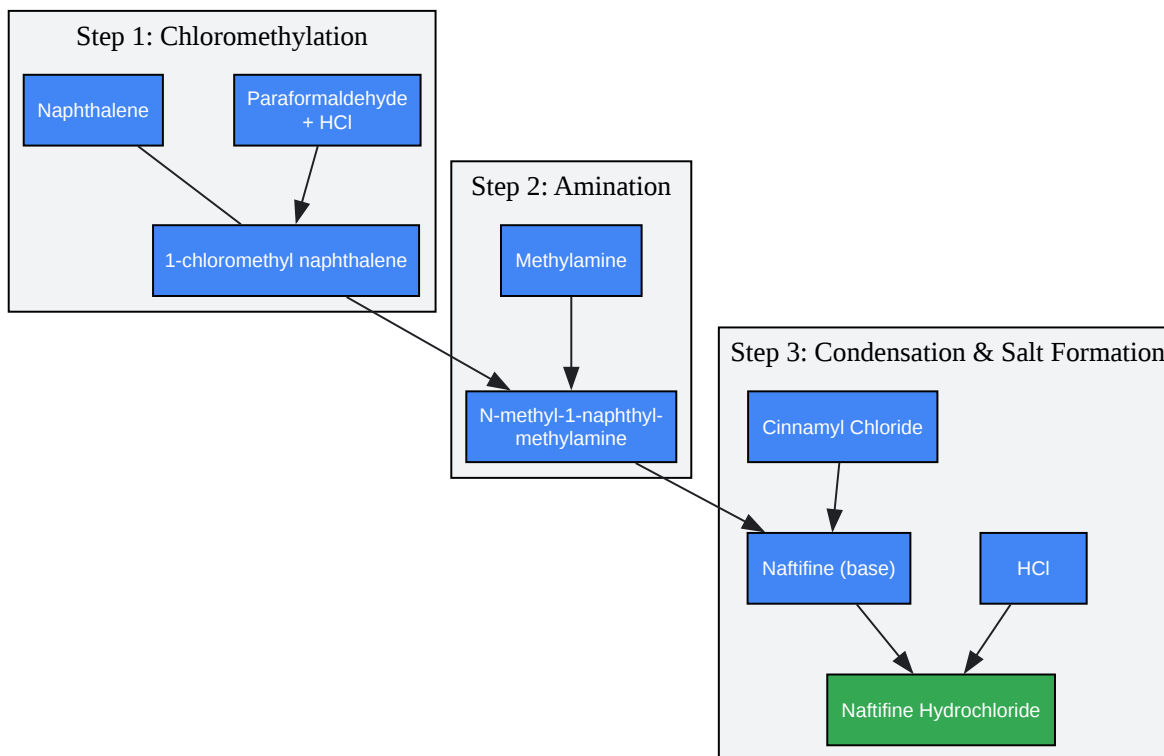 Step 1: Chloromethylation
Naphthalene
Paraformaldehyde
+ HCl
1-chloromethyl naphthalene
Step 2: Amination
Methylamine
N-methyl-1-naphthyl-
methylamine
Step 3: Condensation & Salt Formation
Cinnamyl Chloride
Naftifine (base)
HCl
Naftifine Hydrochloride